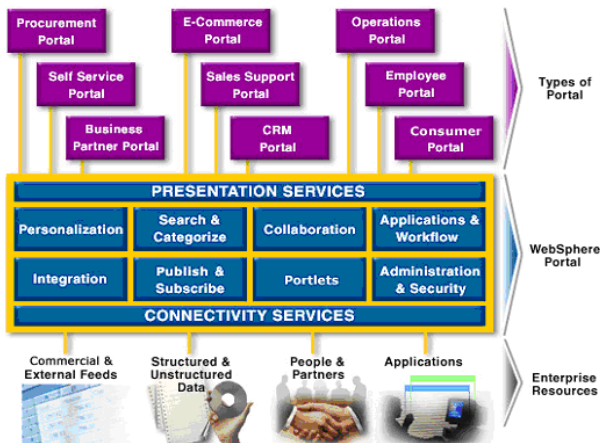 Procurement
Portal
E-Commerce
Portal
Operations
Portal
Self Service
Portal
Sales Support
Portal
Employee
Portal
Business
Partner Portal
CRM
Portal
Consumer
Portal
Types of
Portal
PRESENTATION SERVICES
Personalization
Search &
Categorize
Collaboration
Applications &
Workflow
Integration
Publish &
Subscribe
Portlets
Administration
& Security
CONNECTIVITY SERVICES
WebSphere
Portal
Commercial &
External Feeds
Structured &
Unstructured
Data
People &
Partners
Applications
Enterprise
Resources